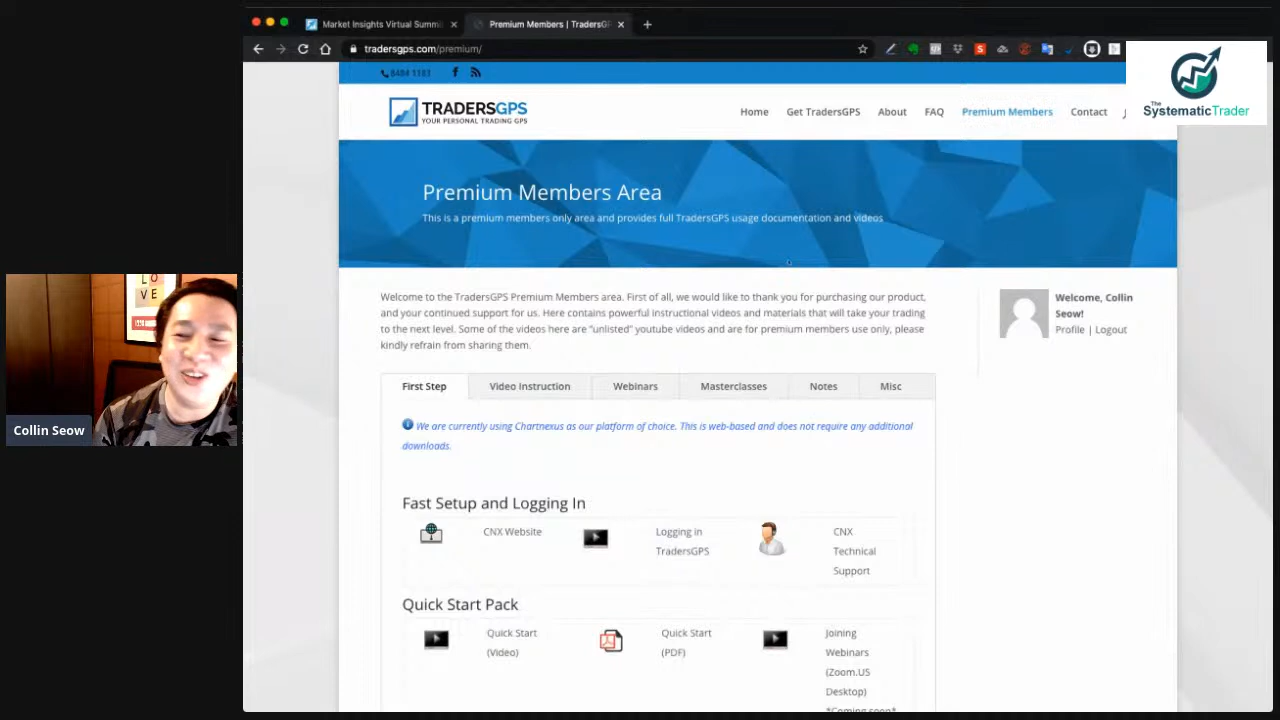 Market Insights Virtual Summi
Premium Members | TradersGP
tradersgps.com/premium/
8404 1103
TRADERSGPS
YOUR PERSONAL TRADING GPS
Home
Get TradersGPS
About
FAQ
Premium Members
Contact
The
SystematicTrader
Premium Members Area
This is a premium members only area and provides full TradersGPS usage documentation and videos
Welcome to the TradersGPS Premium Members area. First of all, we would like to thank you for purchasing our product,
and your continued support for us. Here contains powerful instructional videos and materials that will take your trading
to the next level. Some of the videos here are "unlisted" youtube videos and are for premium members use only, please
kindly refrain from sharing them.
Welcome, Collin
Seow!
Profile | Logout
First Step
Video Instruction
Webinars
Masterclasses
Notes
Misc
We are currently using Chartnexus as our platform of choice. This is web-based and does not require any additional
downloads.
Fast Setup and Logging In
CNX Website
Logging in
TradersGPS
CNX
Technical
Support
Quick Start Pack
Quick Start
(Video)
Quick Start
(PDF)
Joining
Webinars
(Zoom.US
Desktop)
*Coming soon*
LO
VE
Collin Seow